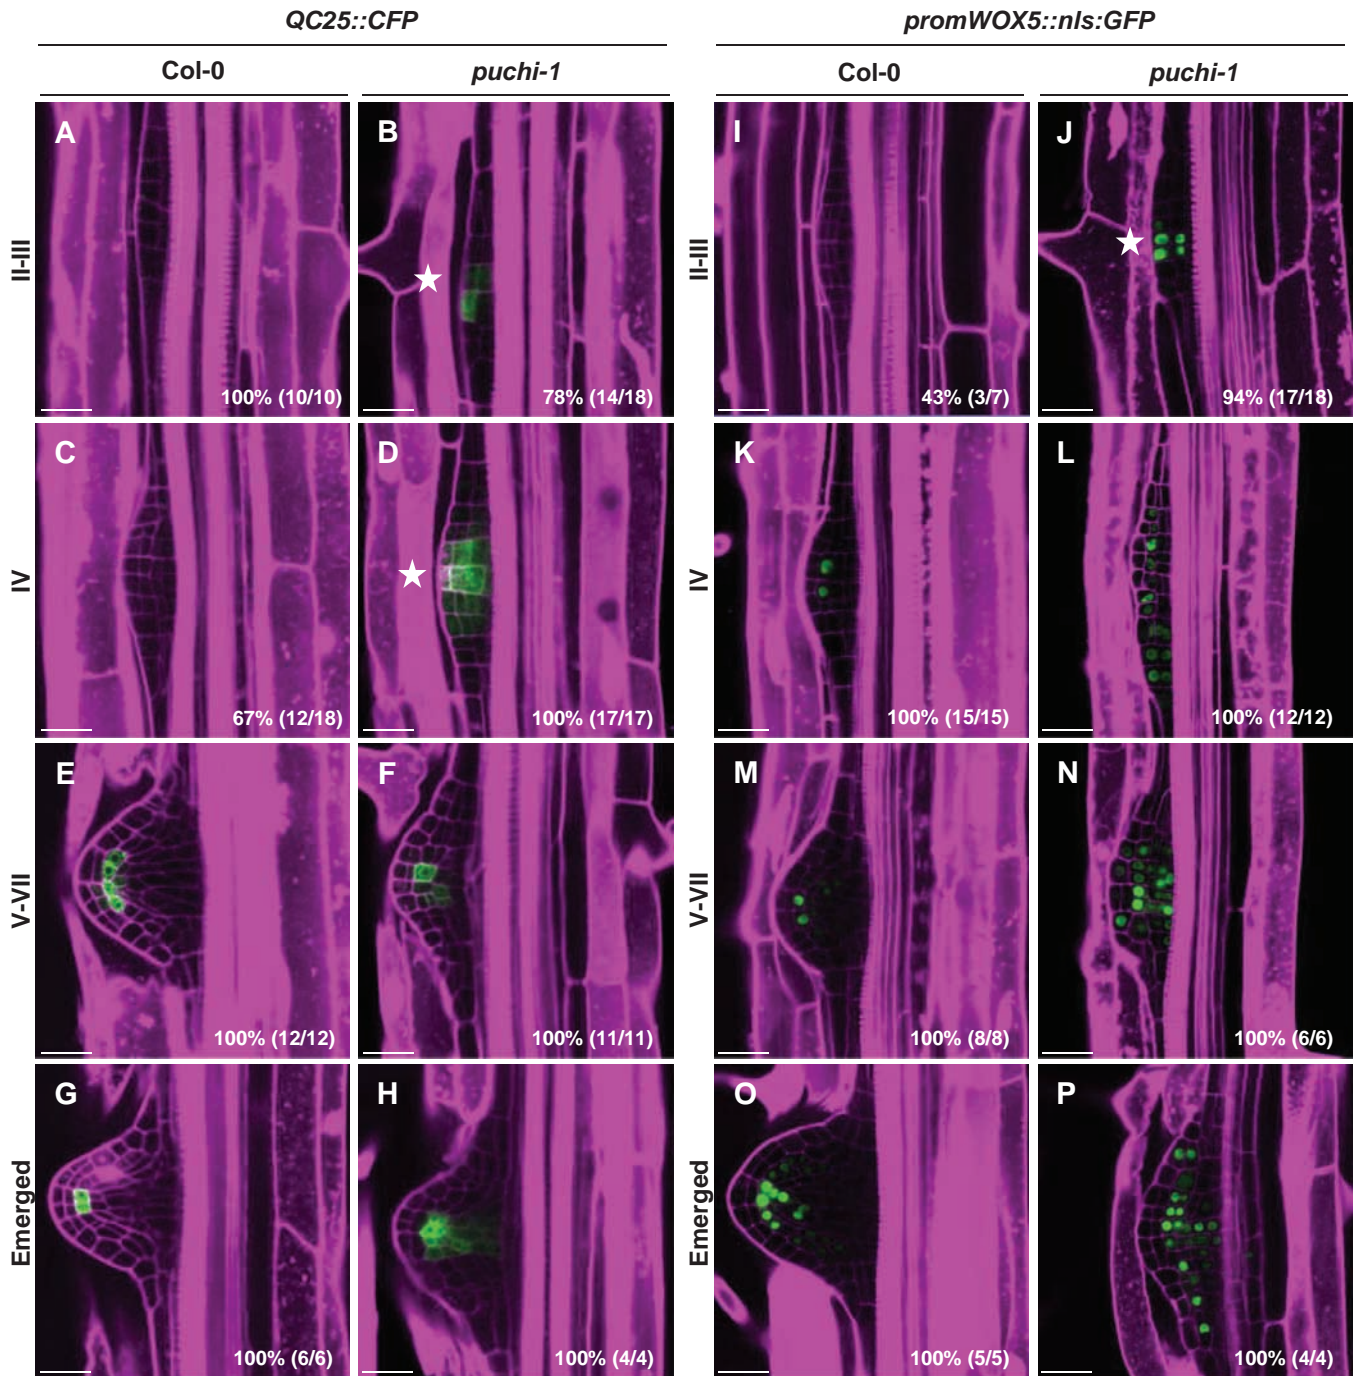 QC25::CFP promWOX5::nls:GFP
Col-0 puchi-1 Col-0 puchi-1
II-III A 100% (10/10) B 78% (14/18) II-III I 43% (3/7) J 94% (17/18)
IV C 67% (12/18) D 100% (17/17) IV K 100% (15/15) L 100% (12/12)
V-VII E 100% (12/12) F 100% (11/11) V-VII M 100% (8/8) N 100% (6/6)
Emerged G 100% (6/6) H 100% (4/4) Emerged O 100% (5/5) P 100% (4/4)